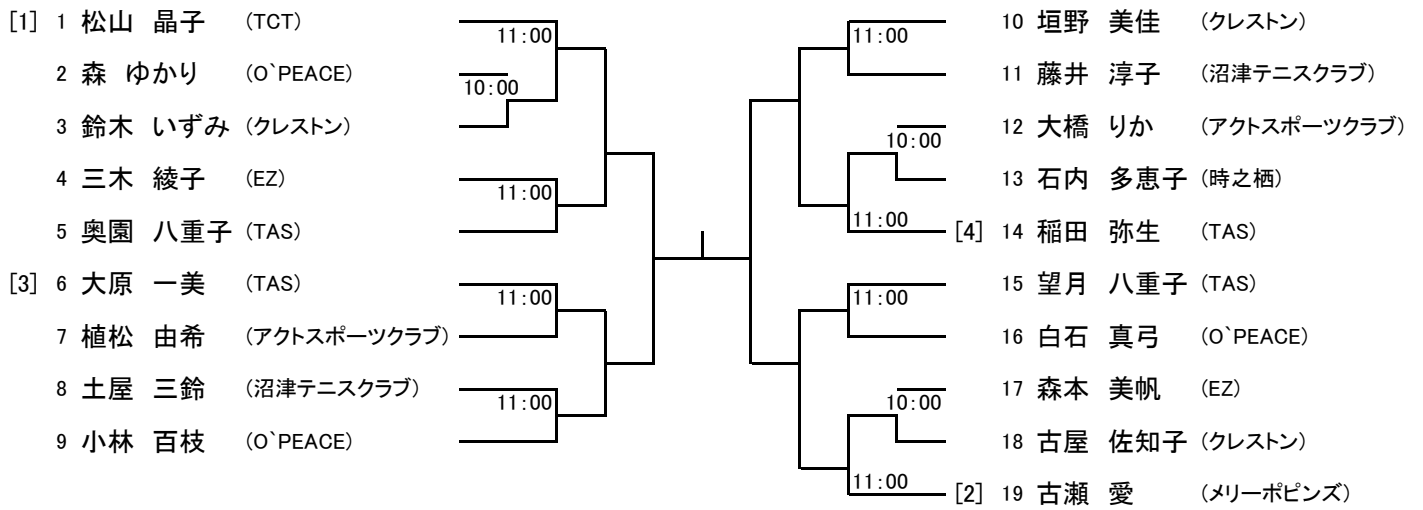 [1] 1 松山 晶子 (TCT)
11:00
2 森 ゆかり (O`PEACE)
10:00
3 鈴木 いずみ (クレストン)
4 三木 綾子 (EZ)
11:00
5 奥園 八重子 (TAS)
[3] 6 大原 一美 (TAS)
11:00
7 植松 由希 (アクトスポーツクラブ)
8 土屋 三鈴 (沼津テニスクラブ)
11:00
9 小林 百枝 (O`PEACE)
10 垣野 美佳 (クレストン)
11:00
11 藤井 淳子 (沼津テニスクラブ)
12 大橋 りか (アクトスポーツクラブ)
10:00
13 石内 多恵子 (時之栖)
11:00
[4] 14 稲田 弥生 (TAS)
15 望月 八重子 (TAS)
11:00
16 白石 真弓 (O`PEACE)
17 森本 美帆 (EZ)
10:00
18 古屋 佐知子 (クレストン)
11:00
[2] 19 古瀬 愛 (メリーポピンズ)